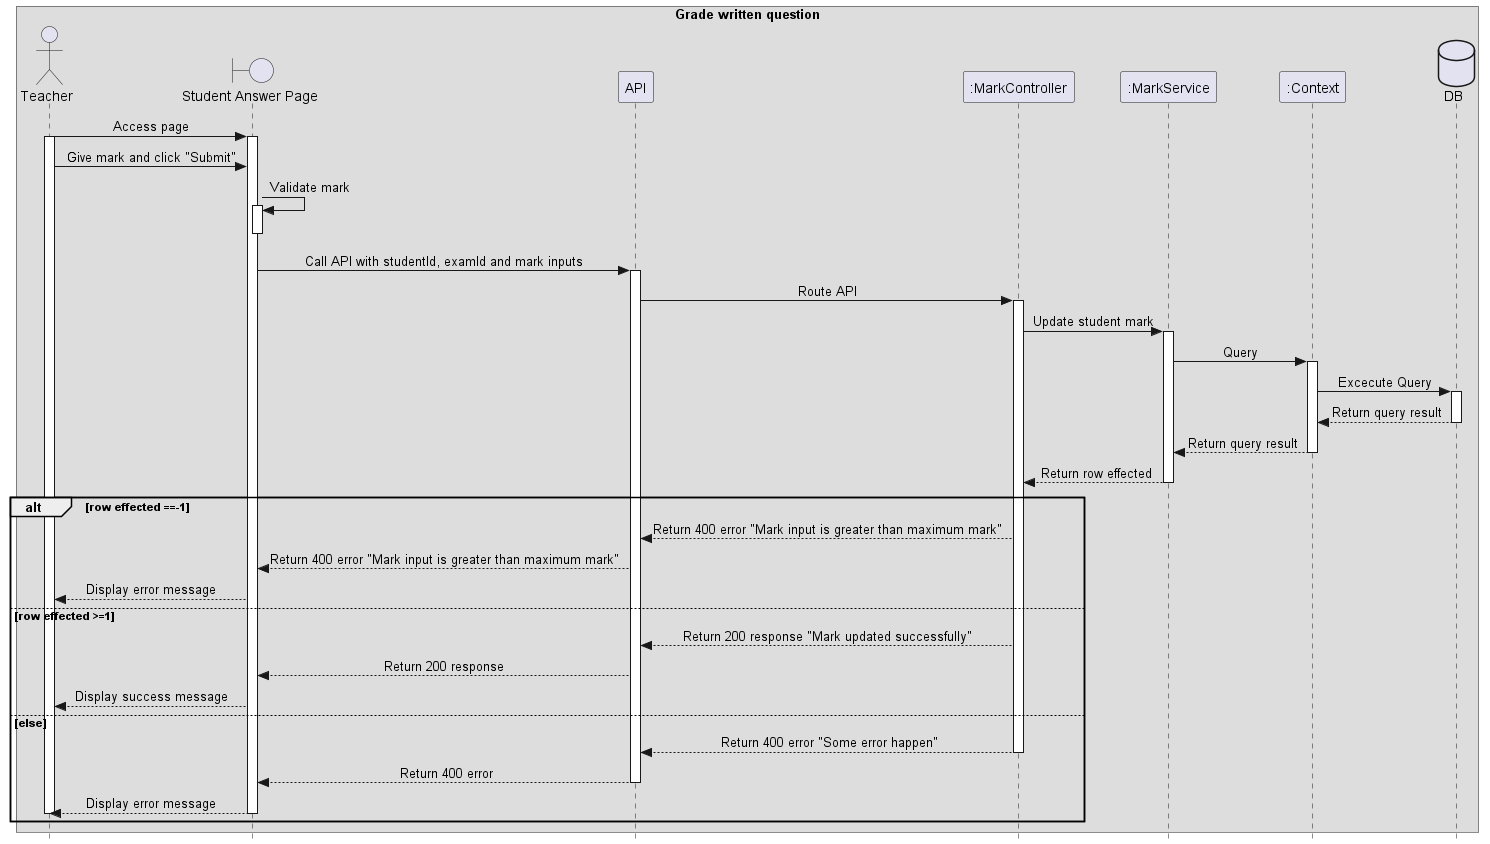 Grade written question
Teacher
Student Answer Page
API
:MarkController
:MarkService
:Context
DB
Access page
Give mark and click "Submit"
Validate mark
Call API with studentId, examId and mark inputs
Route API
Update student mark
Query
Excecute Query
Return query result
Return query result
Return row effected
alt [row effected ==-1]
Return 400 error "Mark input is greater than maximum mark"
Return 400 error "Mark input is greater than maximum mark"
Display error message
[row effected >=1]
Return 200 response "Mark updated successfully"
Return 200 response
Display success message
[else]
Return 400 error "Some error happen"
Return 400 error
Display error message